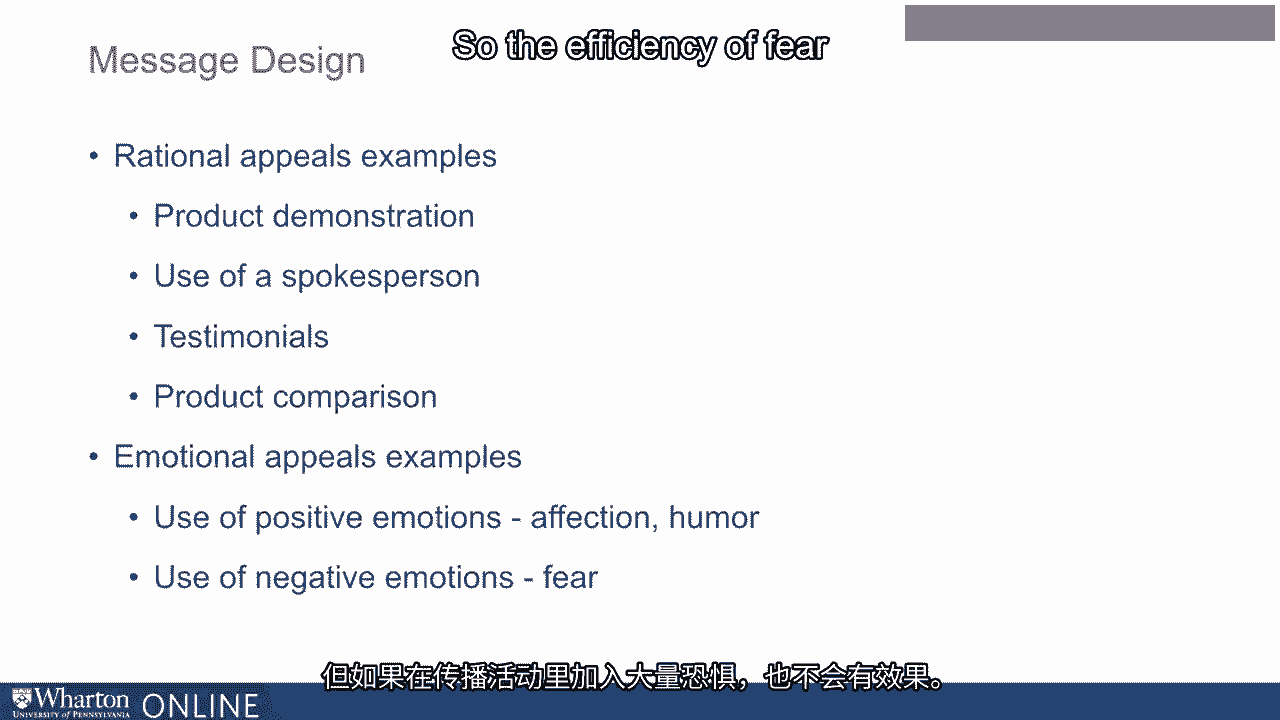 So the efficiency of fear
Message Design
• Rational appeals examples
• Product demonstration
• Use of a spokesperson
• Testimonials
• Product comparison
• Emotional appeals examples
• Use of positive emotions - affection, humor
• Use of negative emotions - fear
但如果在传播活动里加入大量恐惧，也不会有效果。
Wharton ONLINE
UNIVERSITY of PENNSYLVANIA